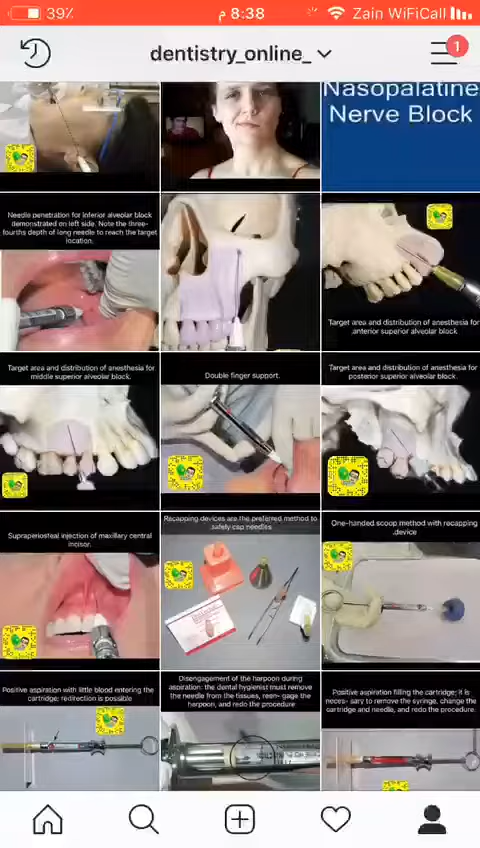 39%
8:38 م
Zain WiFiCall
dentistry_online_
1
Nasopalatine
Nerve Block
Needle penetration for inferior alveolar block
demonstrated on left side. Note the three-
fourths depth of long needle to reach the target
location.
Target area and distribution of anesthesia for
anterior superior alveolar block
Target area and distribution of anesthesia for
middle superior alveolar block.
Double finger support.
Target area and distribution of anesthesia for
posterior superior alveolar block.
Supraperiosteal injection of maxillary central
incisor.
Recapping devices are the preferred method to
safely cap needles
One-handed scoop method with recapping
.device
Positive aspiration with little blood entering the
cartridge; redirection is possible
Disengagement of the harpoon during
aspiration: the dental hygienist must remove
the needle from the tissues, reen- gage the
harpoon, and redo the procedure
Positive aspiration filling the cartridge; it is
neces- sary to remove the syringe, change the
cartridge and needle, and redo the procedure.